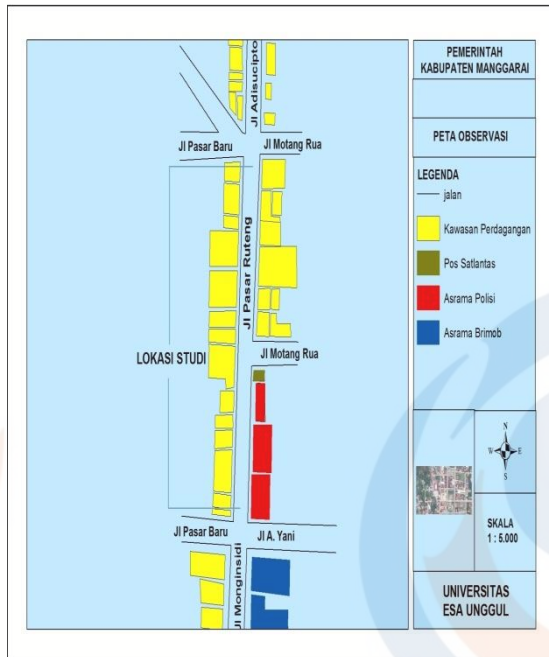 Jl Adisucipto
Jl Pasar Baru
Jl Motang Rua
Jl Pasar Ruteng
LOKASI STUDI
Jl Motang Rua
Jl Pasar Baru
Jl A. Yani
Jl Monginsidi
PEMERINTAH
KABUPATEN MANGGARAI
PETA OBSERVASI
LEGENDA
jalan
Kawasan Perdagangan
Pos Satlantas
Asrama Polisi
Asrama Brimob
N
W E
S
SKALA
1 : 5.000
UNIVERSITAS
ESA UNGGUL